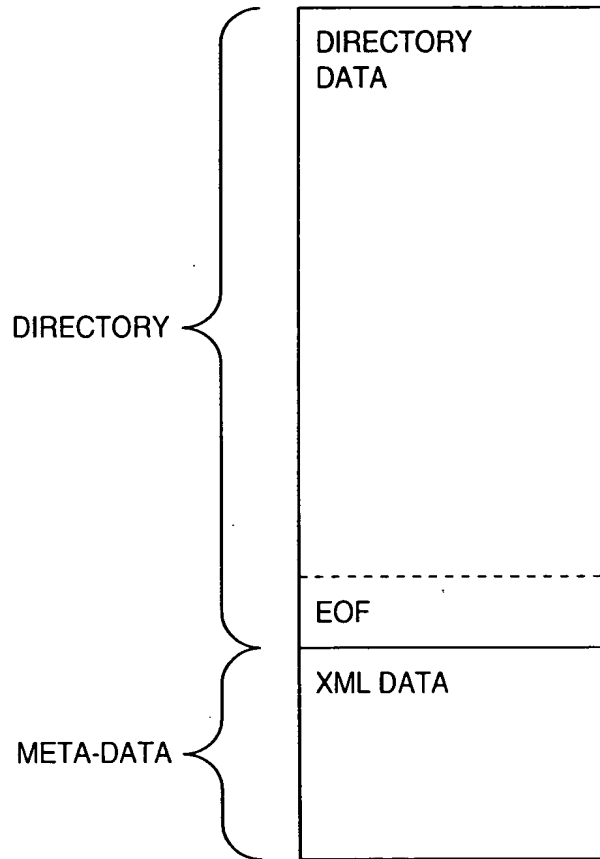 DIRECTORY
DATA
DIRECTORY
EOF
XML DATA
META-DATA